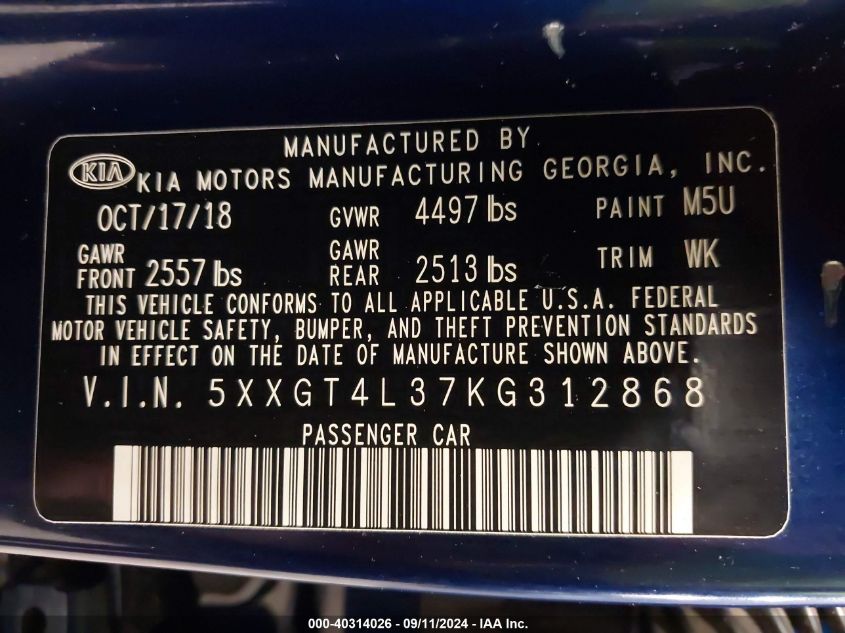 MANUFACTURED BY
KIA KIA MOTORS MANUFACTURING GEORGIA, INC.
OCT/17/18 GVWR 4497 lbs PAINT M5U
GAWR FRONT 2557 lbs GAWR REAR 2513 lbs TRIM WK
THIS VEHICLE CONFORMS TO ALL APPLICABLE U.S.A. FEDERAL
MOTOR VEHICLE SAFETY, BUMPER, AND THEFT PREVENTION STANDARDS
IN EFFECT ON THE DATE OF MANUFACTURE SHOWN ABOVE.
V.I.N. 5XXGT4L37KG312868
PASSENGER CAR
000-40314026 - 09/11/2024 - IAA Inc.